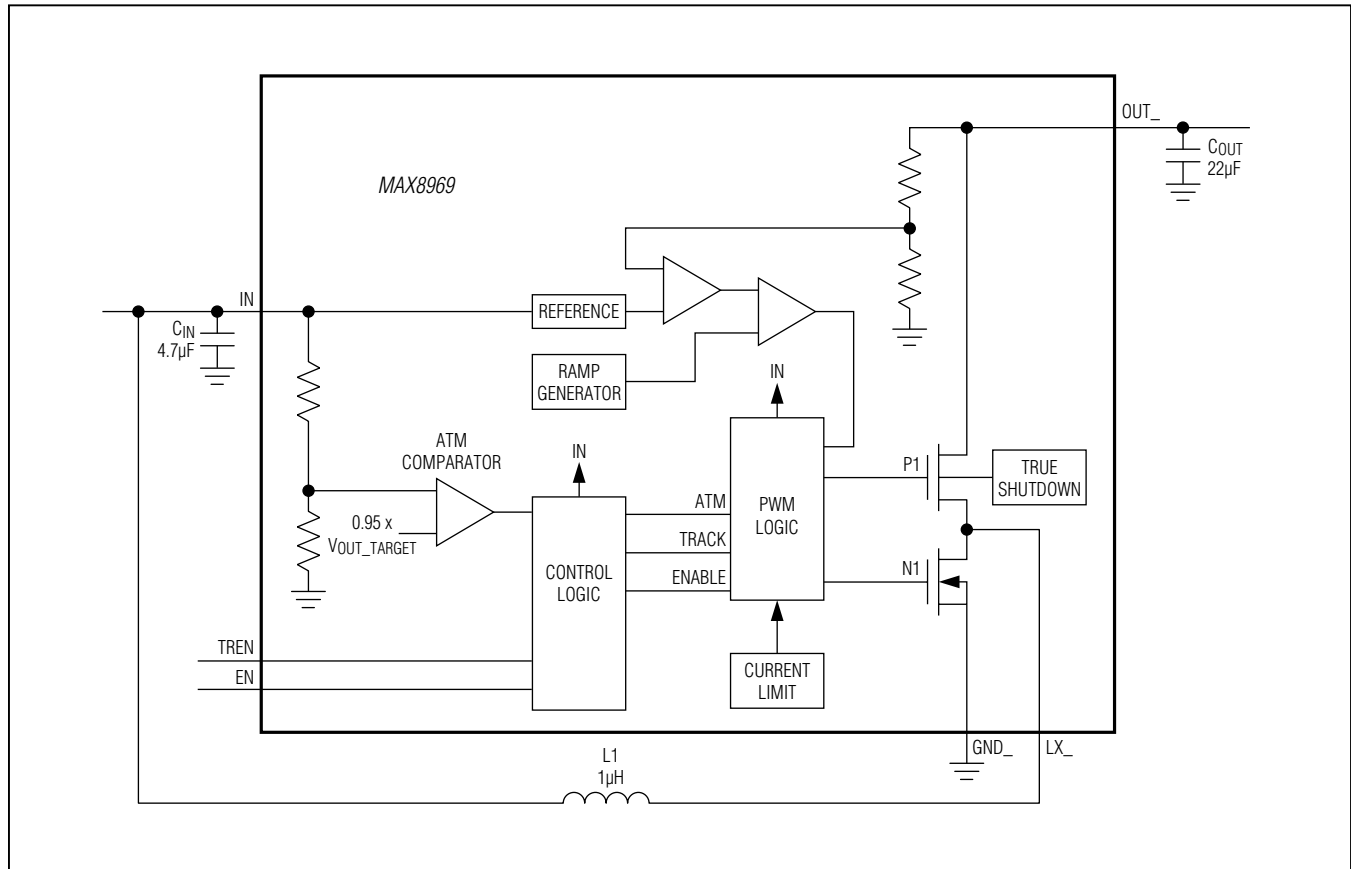 OUT_
COUT
22µF
MAX8969
IN
CIN
4.7µF
REFERENCE
RAMP
GENERATOR
IN
ATM
COMPARATOR
IN
0.95 x
VOUT_TARGET
CONTROL
LOGIC
ATM
TRACK
ENABLE
PWM
LOGIC
P1
TRUE
SHUTDOWN
N1
TREN
EN
CURRENT
LIMIT
GND_
LX_
L1
1µH